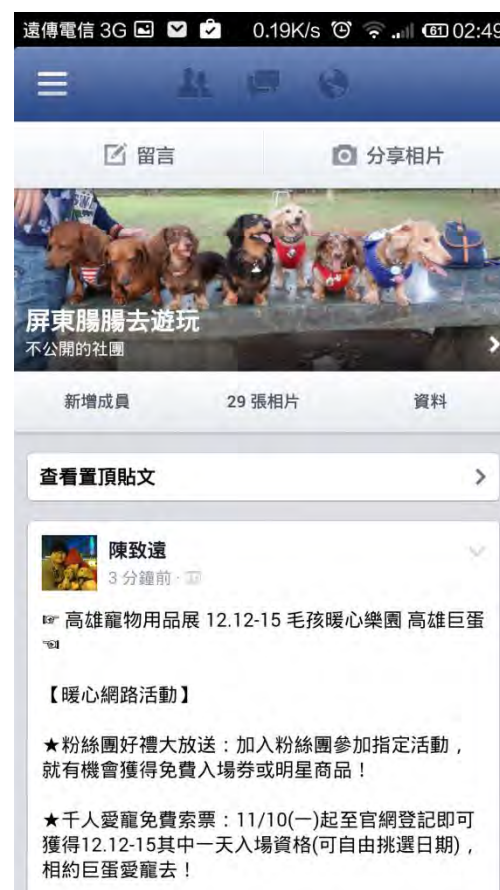 遠傳電信 3G 0.19K/s 61 02:49
留言 分享相片
屏東腸腸去遊玩
不公開的社團
新增成員 29 張相片 資料
查看置頂貼文
陳致遠
3 分鐘前 ·
☞ 高雄寵物用品展 12.12-15 毛孩暖心樂園 高雄巨蛋
☜
【暖心網路活動】
★粉絲團好禮大放送：加入粉絲團參加指定活動，
就有機會獲得免費入場券或明星商品！
★千人愛寵免費索票：11/10(一)起至官網登記即可
獲得12.12-15其中一天入場資格(可自由挑選日期)，
相約巨蛋愛寵去！